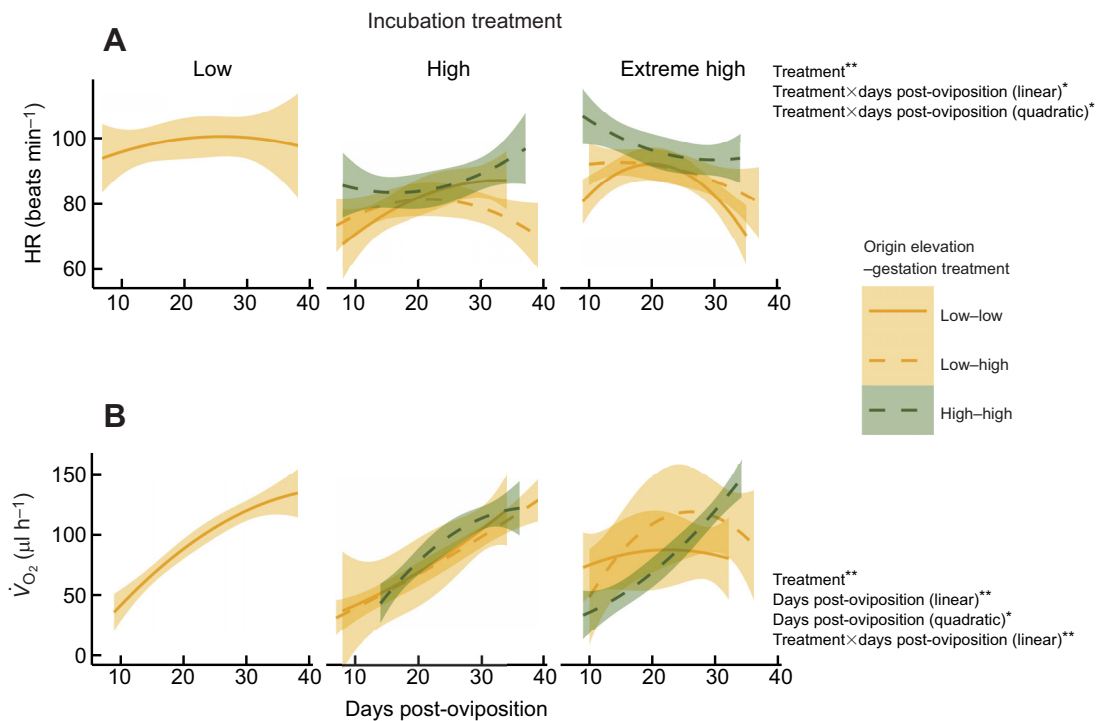 Incubation treatment
A
Low
High
Extreme high
Treatment**
Treatment×days post-oviposition (linear)*
Treatment×days post-oviposition (quadratic)*
HR (beats min–1)
100
80
60
10 20 30 40
10 20 30 40
10 20 30 40
Origin elevation
–gestation treatment
Low–low
Low–high
High–high
B
V̇O2 (µl h–1)
150
100
50
0
10 20 30 40
10 20 30 40
10 20 30 40
Treatment**
Days post-oviposition (linear)**
Days post-oviposition (quadratic)*
Treatment×days post-oviposition (linear)**
Days post-oviposition